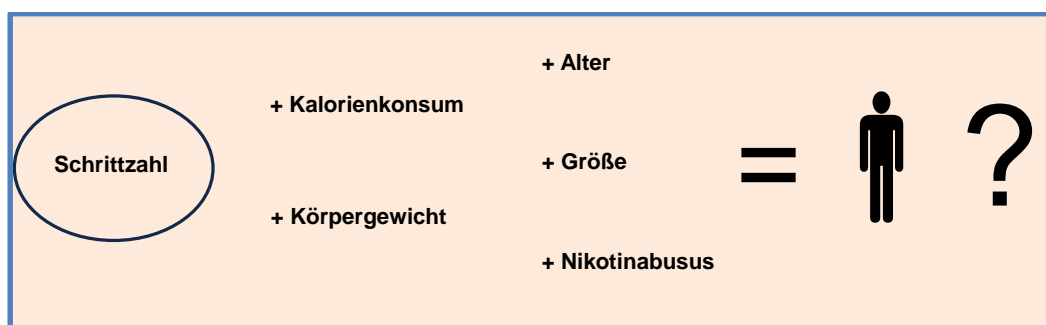 Schrittzahl
+ Kalorienkonsum
+ Körpergewicht
+ Alter
+ Größe
+ Nikotinabusus
= ?